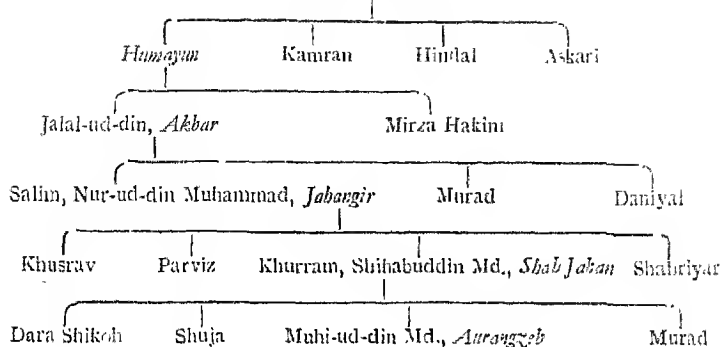 Humayun Kamran Hindal Askari
Jalal-ud-din, Akbar Mirza Hakim
Salim, Nur-ud-din Muhammad, Jahangir Murad Daniyal
Khusrav Parviz Khurram, Shihabuddin Md., Shah Jahan Shahriyar
Dara Shikoh Shuja Muhi-ud-din Md., Aurangzeb Murad